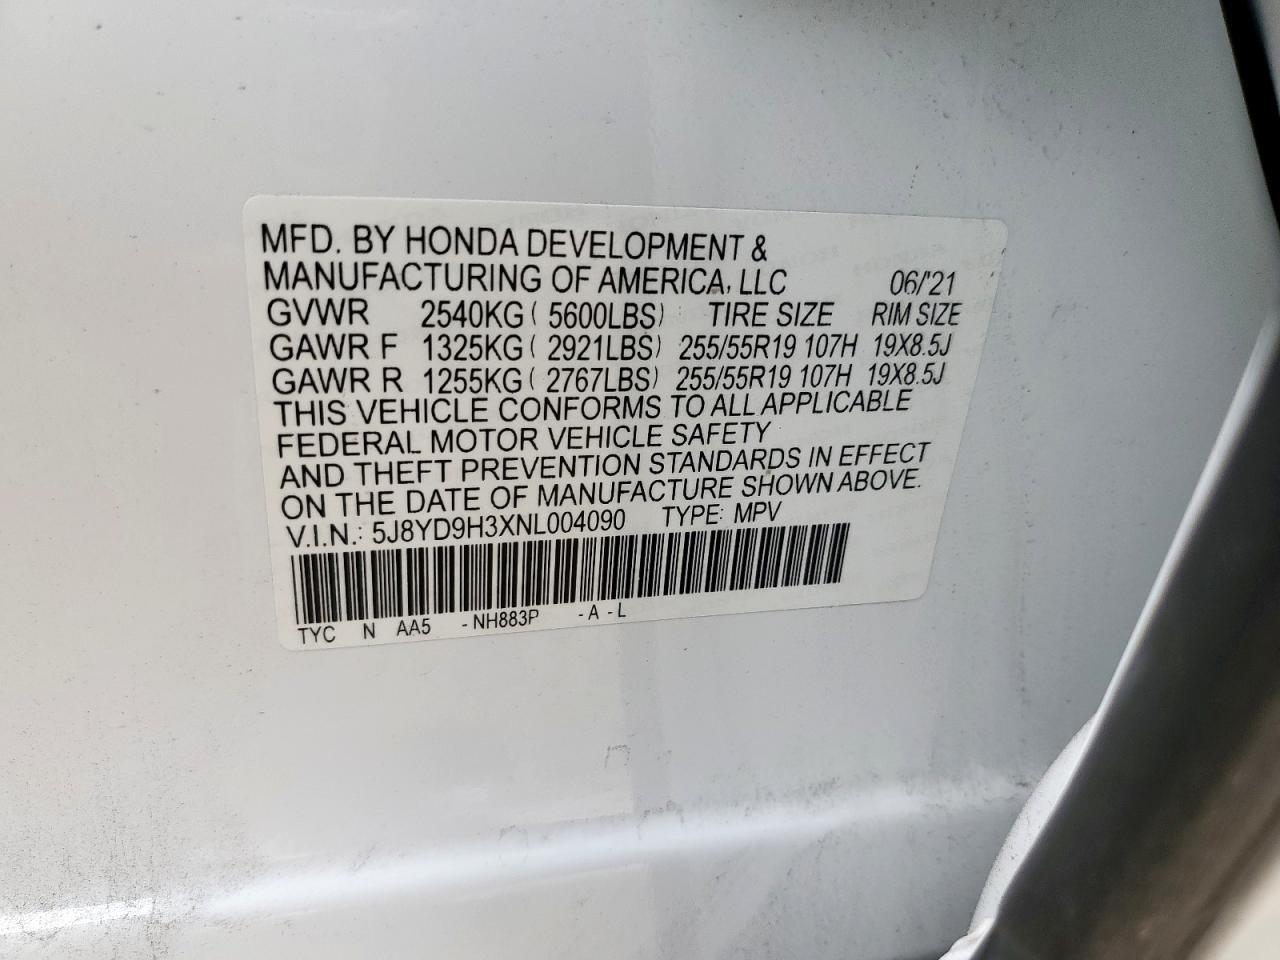 MFD. BY HONDA DEVELOPMENT &
MANUFACTURING OF AMERICA, LLC 06/'21
GVWR 2540KG ( 5600LBS) TIRE SIZE RIM SIZE
GAWR F 1325KG ( 2921LBS) 255/55R19 107H 19X8.5J
GAWR R 1255KG ( 2767LBS) 255/55R19 107H 19X8.5J
THIS VEHICLE CONFORMS TO ALL APPLICABLE
FEDERAL MOTOR VEHICLE SAFETY
AND THEFT PREVENTION STANDARDS IN EFFECT
ON THE DATE OF MANUFACTURE SHOWN ABOVE.
V.I.N.: 5J8YD9H3XNL004090 TYPE: MPV
TYC N AA5 - NH883P - A - L